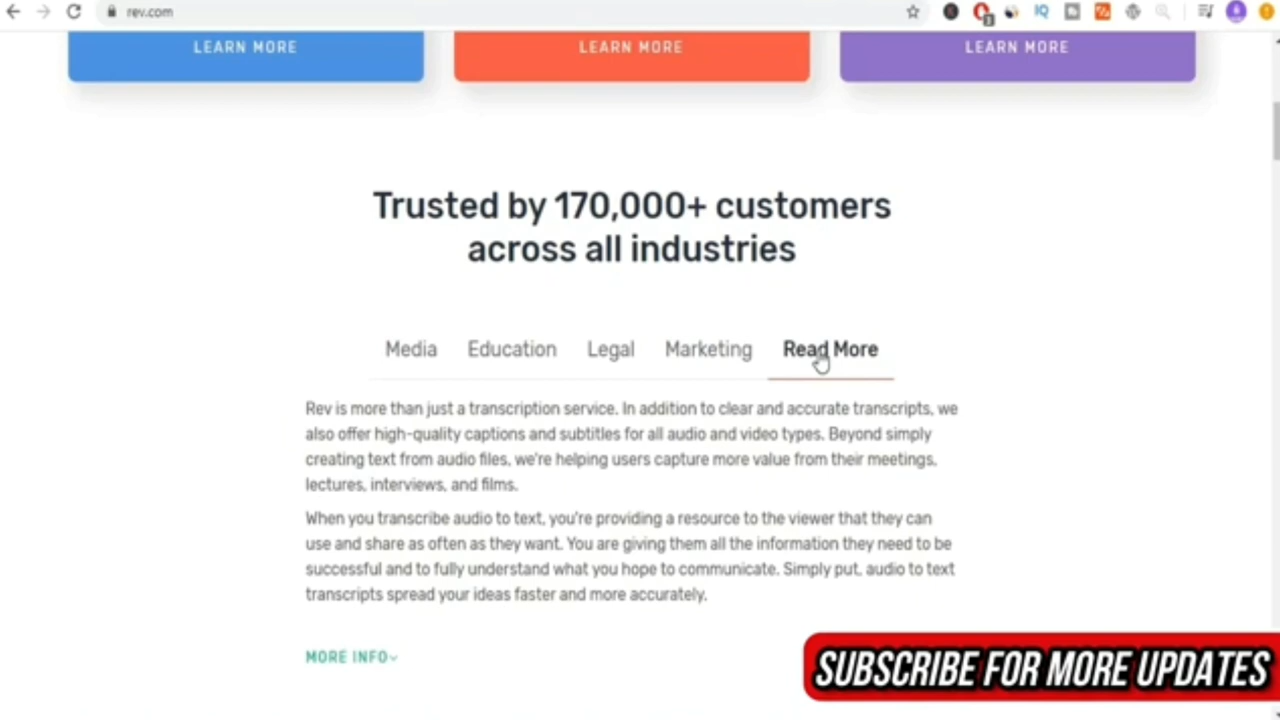 rev.com
LEARN MORE LEARN MORE LEARN MORE
Trusted by 170,000+ customers
across all industries
Media Education Legal Marketing Read More
Rev is more than just a transcription service. In addition to clear and accurate transcripts, we
also offer high-quality captions and subtitles for all audio and video types. Beyond simply
creating text from audio files, we're helping users capture more value from their meetings,
lectures, interviews, and films.
When you transcribe audio to text, you're providing a resource to the viewer that they can
use and share as often as they want. You are giving them all the information they need to be
successful and to fully understand what you hope to communicate. Simply put, audio to text
transcripts spread your ideas faster and more accurately.
MORE INFO
SUBSCRIBE FOR MORE UPDATES